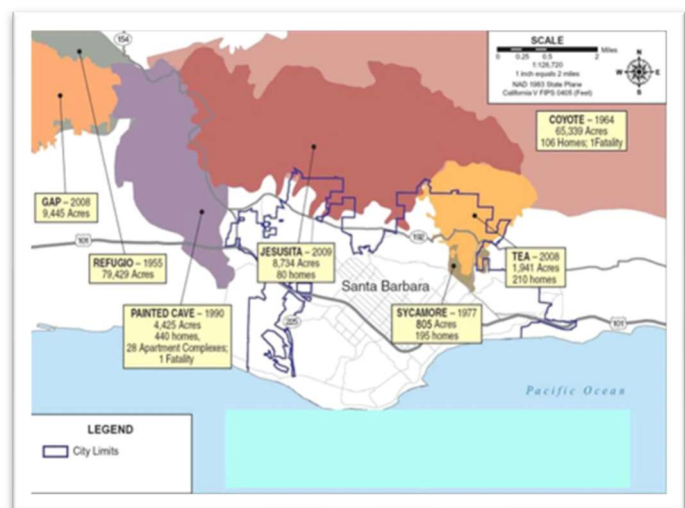 SCALE
0 0.25 0.5 2 Miles
1:126,720
1 inch equals 2 miles
NAD 1983 State Plane
California V FIPS 0405 (Feet)
N
W E
S
154
COYOTE – 1964
65,339 Acres
106 Homes; 1Fatality
GAP – 2008
9,445 Acres
101
REFUGIO – 1955
79,429 Acres
JESUSITA – 2009
8,734 Acres
80 homes
192
TEA – 2008
1,941 Acres
210 homes
Santa Barbara
PAINTED CAVE – 1990
4,425 Acres
440 homes,
28 Apartment Complexes;
1 Fatality
225
SYCAMORE – 1977
805 Acres
195 homes
101
Pacific Ocean
LEGEND
City Limits